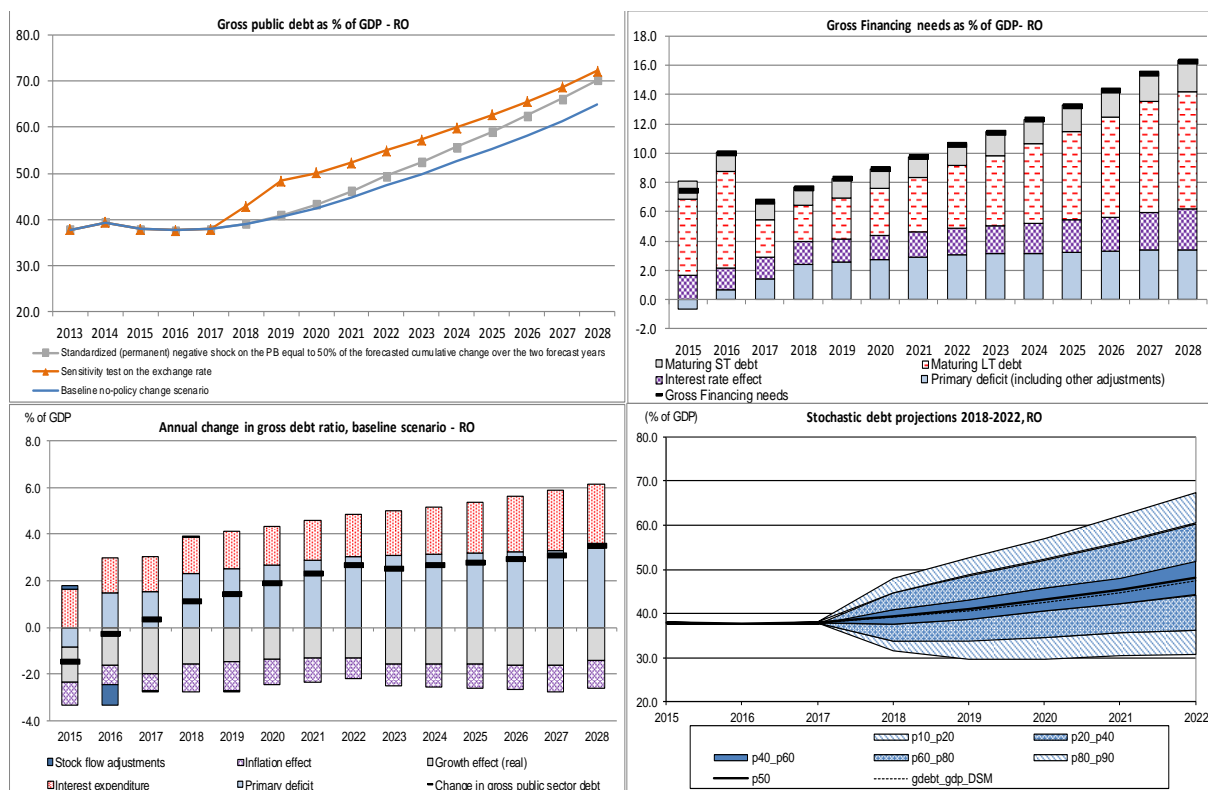 Gross public debt as % of GDP - RO
80.0
70.0
60.0
50.0
40.0
30.0
20.0
2013 2014 2015 2016 2017 2018 2019 2020 2021 2022 2023 2024 2025 2026 2027 2028
Standardized (permanent) negative shock on the PB equal to 50% of the forecasted cumulative change over the two forecast years
Sensitivity test on the exchange rate
Baseline no-policy change scenario
Gross Financing needs as % of GDP- RO
18.0
16.0
14.0
12.0
10.0
8.0
6.0
4.0
2.0
0.0
-2.0
2015 2016 2017 2018 2019 2020 2021 2022 2023 2024 2025 2026 2027 2028
Maturing ST debt Maturing LT debt
Interest rate effect Primary deficit (including other adjustments)
Gross Financing needs
% of GDP
Annual change in gross debt ratio, baseline scenario - RO
8.0
6.0
4.0
2.0
0.0
-2.0
-4.0
2015 2016 2017 2018 2019 2020 2021 2022 2023 2024 2025 2026 2027 2028
Stock flow adjustments Inflation effect Growth effect (real)
Interest expenditure Primary deficit Change in gross public sector debt
(% of GDP)
Stochastic debt projections 2018-2022, RO
80.0
70.0
60.0
50.0
40.0
30.0
20.0
2015 2016 2017 2018 2019 2020 2021 2022
p10_p20 p20_p40
p40_p60 p60_p80 p80_p90
p50 gdebt_gdp_DSM